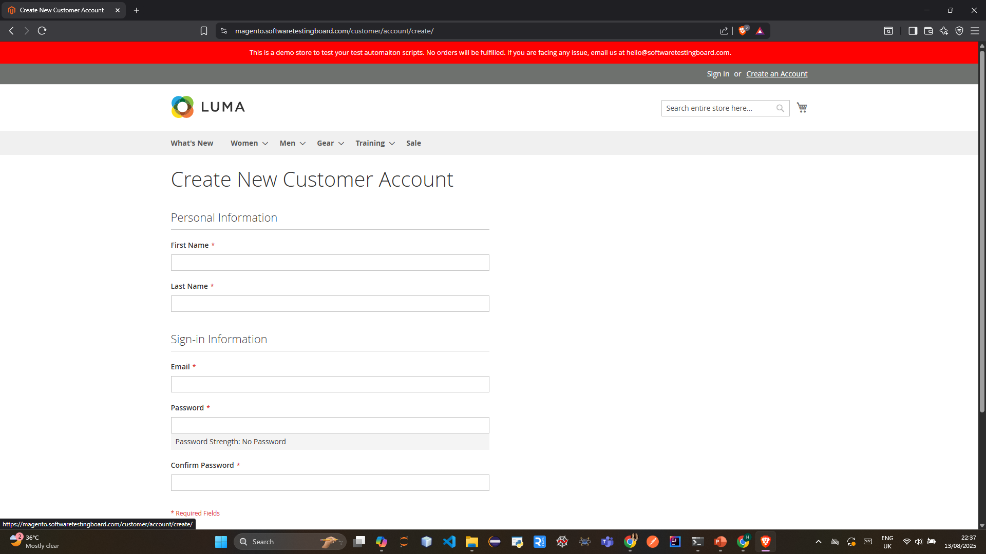 Create New Customer Account
magento.softwaretestingboard.com/customer/account/create/
This is a demo store to test your test automaiton scripts. No orders will be fulfilled. If you are facing any issue, email us at hello@softwaretestingboard.com.
Sign In or Create an Account
LUMA
Search entire store here...
What's New Women Men Gear Training Sale
Create New Customer Account
Personal Information
First Name *
Last Name *
Sign-in Information
Email *
Password *
Password Strength: No Password
Confirm Password *
* Required Fields
https://magento.softwaretestingboard.com/customer/account/create/
36°C
Mostly clear
Search
ENG
UK
22:37
13/08/2025